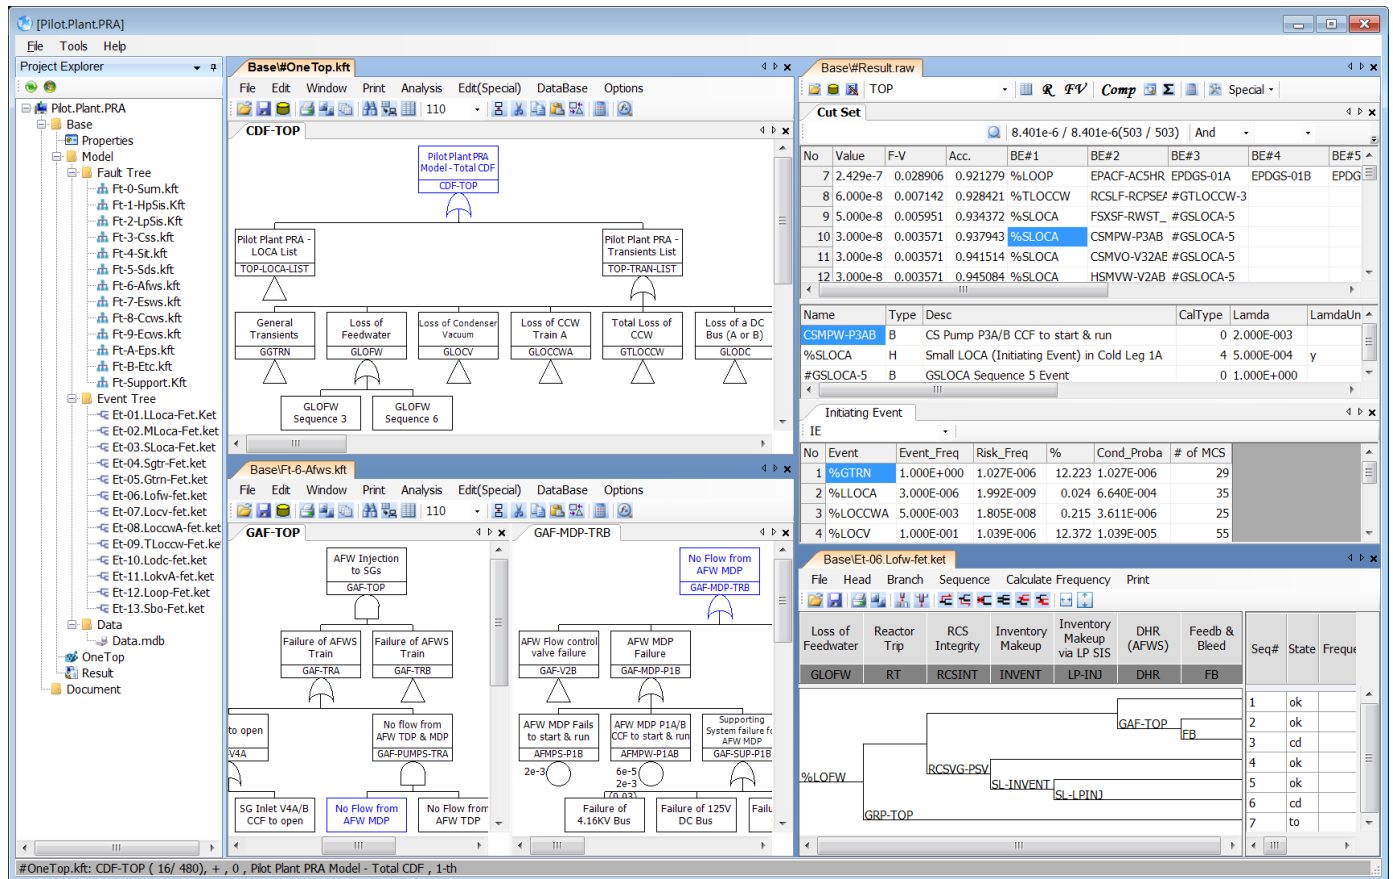 [Pilot.Plant.PRA]
File Tools Help
Project Explorer
Pilot.Plant.PRA
Base
Properties
Model
Fault Tree
Ft-0-Sum.kft
Ft-1-HpSis.Kft
Ft-2-LpSis.Kft
Ft-3-Css.kft
Ft-4-Sit.kft
Ft-5-Sds.kft
Ft-6-Afws.kft
Ft-7-Esws.kft
Ft-8-Ccws.kft
Ft-9-Ecws.kft
Ft-A-Eps.Kft
Ft-B-Etc.Kft
Ft-Support.Kft
Event Tree
Et-01.LLoca-Fet.Ket
Et-02.MLoca-Fet.ket
Et-03.SLoca-Fet.ket
Et-04.Sgtr-Fet.ket
Et-05.Gtrn-Fet.ket
Et-06.Lofw-fet.ket
Et-07.Locv-fet.ket
Et-08.LoccwA-fet.ket
Et-09.TLoccw-Fet.ke
Et-10.Lodc-fet.ket
Et-11.LokvA-fet.ket
Et-12.Loop-Fet.ket
Et-13.Sbo-Fet.ket
Data
Data.mdb
OneTop
Result
Document
Base\#OneTop.kft
File Edit Window Print Analysis Edit(Special) DataBase Options
110
CDF-TOP
Pilot Plant PRA
Model - Total CDF
CDF-TOP
Pilot Plant PRA -
LOCA List
TOP-LOCA-LIST
Pilot Plant PRA -
Transients List
TOP-TRAN-LIST
General
Transients
GGTRN
Loss of
Feedwater
GLOFW
Loss of Condenser
Vacuum
GLOCV
Loss of CCW
Train A
GLOCCWA
Total Loss of
CCW
GTLOCCW
Loss of a DC
Bus (A or B)
GLODC
GLOFW
Sequence 3
GLOFW
Sequence 6
Base\Ft-6-Afws.kft
File Edit Window Print Analysis Edit(Special) DataBase Options
110
GAF-TOP
AFW Injection
to SGs
GAF-TOP
Failure of AFWS
Train
GAF-TRA
Failure of AFWS
Train
GAF-TRB
to open
-V4A
No flow from
AFW TDP & MDP
GAF-PUMPS-TRA
SG Inlet V4A/B
CCF to open
No Flow from
AFW MDP
No Flow from
AFW TDP
GAF-MDP-TRB
No Flow from
AFW MDP
GAF-MDP-TRB
AFW Flow control
valve failure
GAF-V2B
AFW MDP
Failure
GAF-MDP-P1B
AFW MDP Fails
to start & run
AFMPS-P1B
2e-3
AFW MDP P1A/B
CCF to start & run
AFMPW-P1AB
6e-5
2e-3
(0.03)
Supporting
System failure fo
AFW MDP
GAF-SUP-P1B
Failure of
4.16KV Bus
Failure of 125V
DC Bus
Failu
Base\#Result.raw
TOP R FV Comp Σ Special
Cut Set
8.401e-6 / 8.401e-6(503 / 503) And
No Value F-V Acc. BE#1 BE#2 BE#3 BE#4 BE#5
7 2.429e-7 0.028906 0.921279 %LOOP EPACF-AC5HR EPDGS-01A EPDGS-01B EPDG
8 6.000e-8 0.007142 0.928421 %TLOCCW RCSLF-RCPSEA #GTLOCCW-3
9 5.000e-8 0.005951 0.934372 %SLOCA FSXSF-RWST_ #GSLOCA-5
10 3.000e-8 0.003571 0.937943 %SLOCA CSMPW-P3AB #GSLOCA-5
11 3.000e-8 0.003571 0.941514 %SLOCA CSMVO-V32AB #GSLOCA-5
12 3.000e-8 0.003571 0.945084 %SLOCA HSMVW-V2AB #GSLOCA-5
Name Type Desc CalType Lamda LamdaUn
CSMPW-P3AB B CS Pump P3A/B CCF to start & run 0 2.000E-003
%SLOCA H Small LOCA (Initiating Event) in Cold Leg 1A 4 5.000E-004 y
#GSLOCA-5 B GSLOCA Sequence 5 Event 0 1.000E+000
Initiating Event
IE
No Event Event_Freq Risk_Freq % Cond_Proba # of MCS
1 %GTRN 1.000E+000 1.027E-006 12.223 1.027E-006 29
2 %LLOCA 3.000E-006 1.992E-009 0.024 6.640E-004 35
3 %LOCCWA 5.000E-003 1.805E-008 0.215 3.611E-006 25
4 %LOCV 1.000E-001 1.039E-006 12.372 1.039E-005 55
Base\Et-06.Lofw-fet.ket
File Head Branch Sequence Calculate Frequency Print
Loss of
Feedwater
GLOFW
Reactor
Trip
RT
RCS
Integrity
RCSINT
Inventory
Makeup
INVENT
Inventory
Makeup
via LP SIS
LP-INJ
DHR
(AFWS)
DHR
Feedb &
Bleed
FB
Seq# State Freque
1 ok
2 ok
3 cd
4 ok
5 ok
6 cd
7 to
GAF-TOP
FB
RCSVG-PSV
%LOFW
SL-INVENT
SL-LPINJ
GRP-TOP
#OneTop.kft: CDF-TOP ( 16/ 480), + , 0 , Pilot Plant PRA Model - Total CDF , 1-th